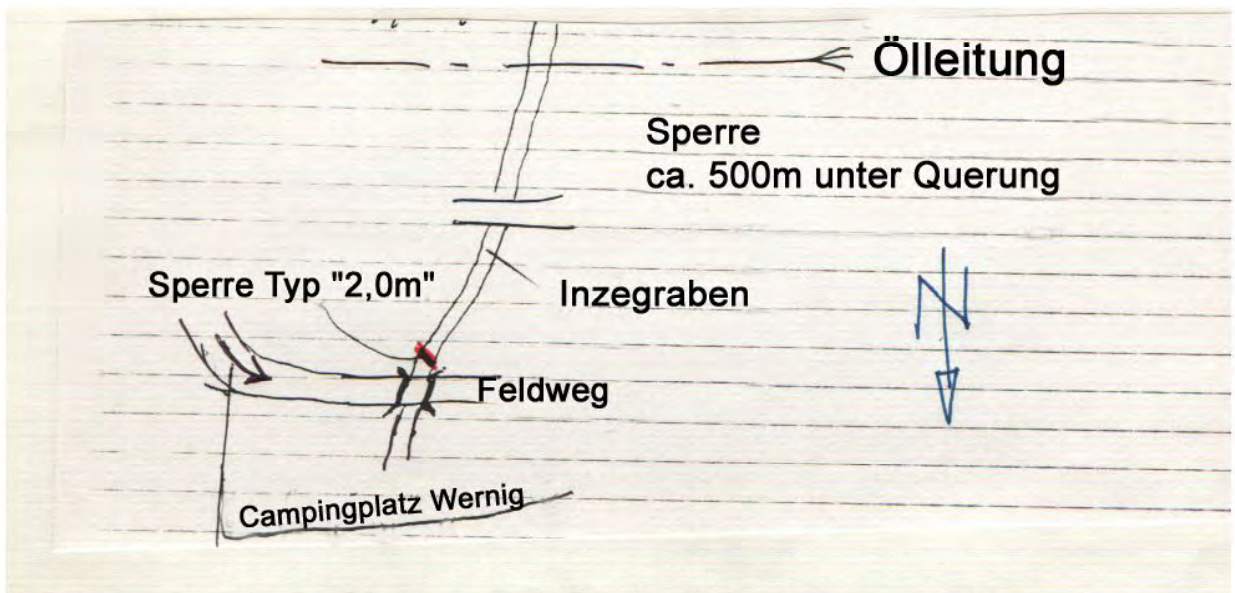 Ölleitung
Sperre
ca. 500m unter Querung
Sperre Typ "2,0m"
Inzegraben
N
Feldweg
Campingplatz Wernig